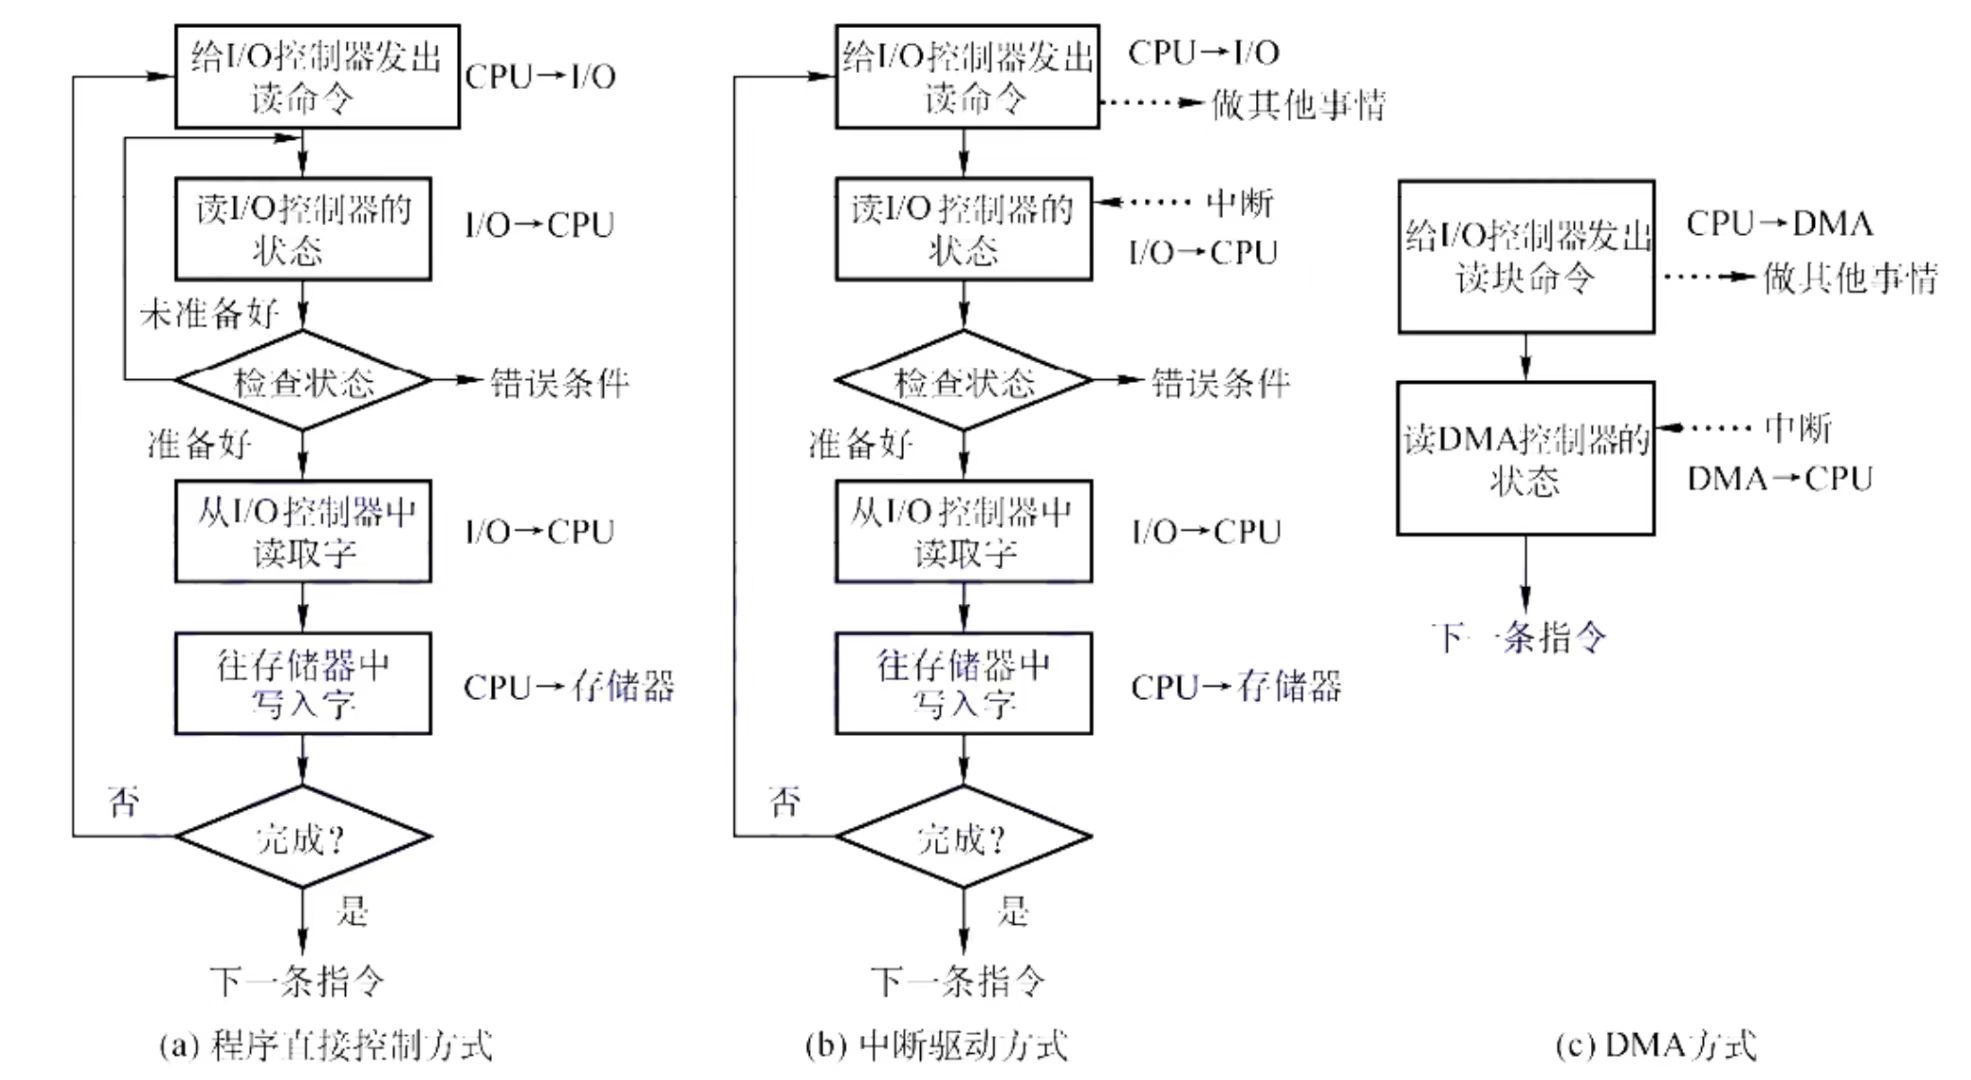 给I/O控制器发出
读命令
CPU→I/O
读I/O控制器的
状态
I/O→CPU
未准备好
检查状态
错误条件
准备好
从I/O控制器中
读取字
I/O→CPU
往存储器中
写入字
CPU→存储器
否
完成?
是
下一条指令
(a) 程序直接控制方式
给I/O控制器发出
读命令
CPU→I/O
做其他事情
读I/O控制器的
状态
中断
I/O→CPU
检查状态
错误条件
准备好
从I/O控制器中
读取字
I/O→CPU
往存储器中
写入字
CPU→存储器
否
完成?
是
下一条指令
(b) 中断驱动方式
给I/O控制器发出
读块命令
CPU→DMA
做其他事情
读DMA控制器的
状态
中断
DMA→CPU
下一条指令
(c) DMA方式